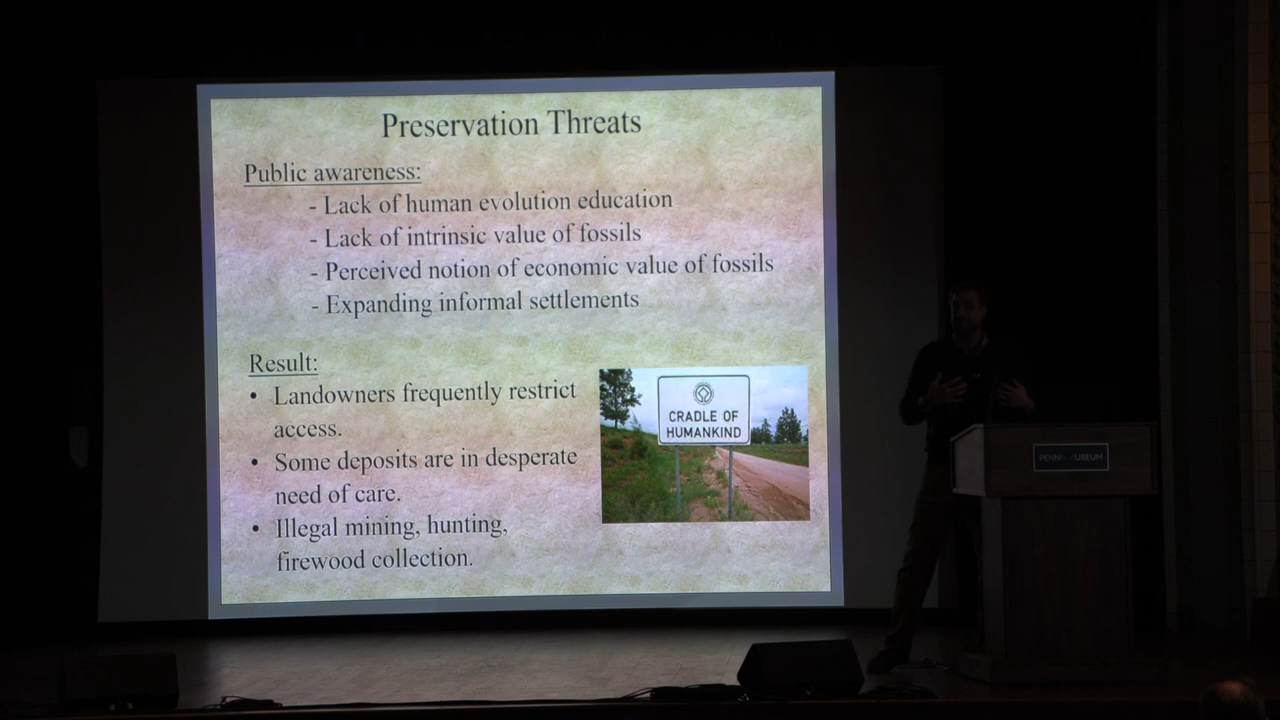 Preservation Threats
Public awareness:
- Lack of human evolution education
- Lack of intrinsic value of fossils
- Perceived notion of economic value of fossils
- Expanding informal settlements
Result:
• Landowners frequently restrict
access.
• Some deposits are in desperate
need of care.
• Illegal mining, hunting,
firewood collection.
CRADLE OF
HUMANKIND
PENN MUSEUM